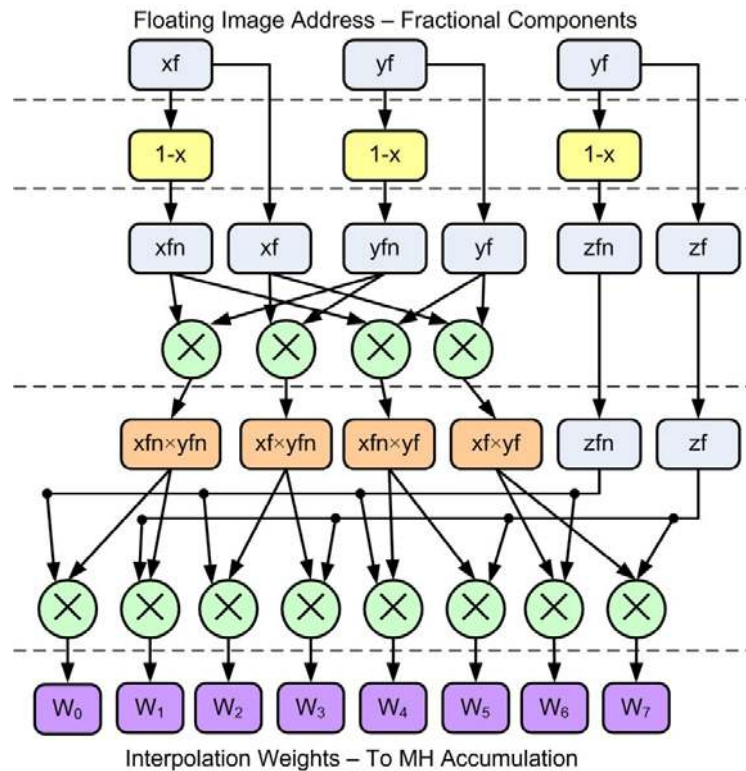 Floating Image Address – Fractional Components
xf yf yf
1-x 1-x 1-x
xfn xf yfn yf zfn zf
xfn×yfn xf×yfn xfn×yf xf×yf zfn zf
W₀ W₁ W₂ W₃ W₄ W₅ W₆ W₇
Interpolation Weights – To MH Accumulation